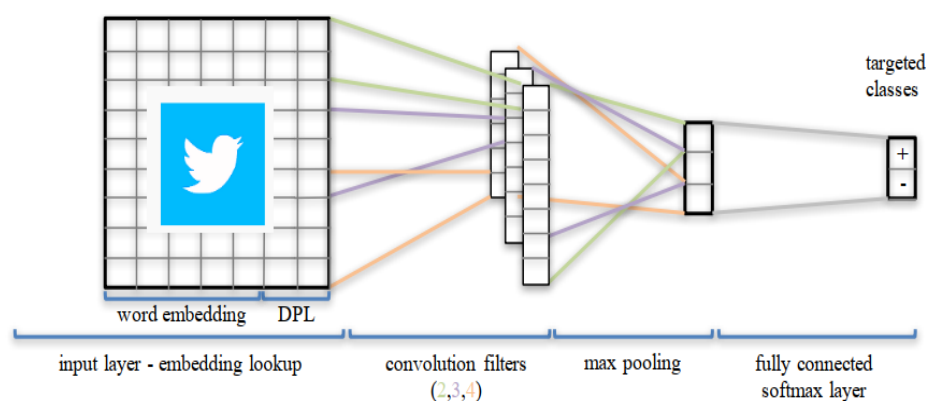 targeted
classes
+
-
word embedding DPL
input layer - embedding lookup
convolution filters
(2,3,4)
max pooling
fully connected
softmax layer